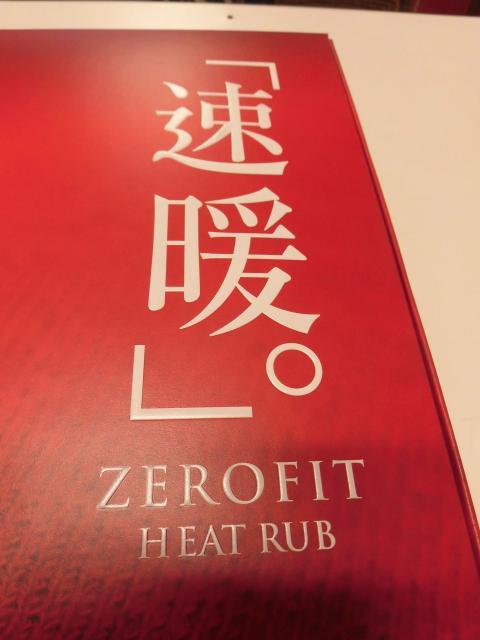 「速暖。」
ZEROFIT
HEAT RUB